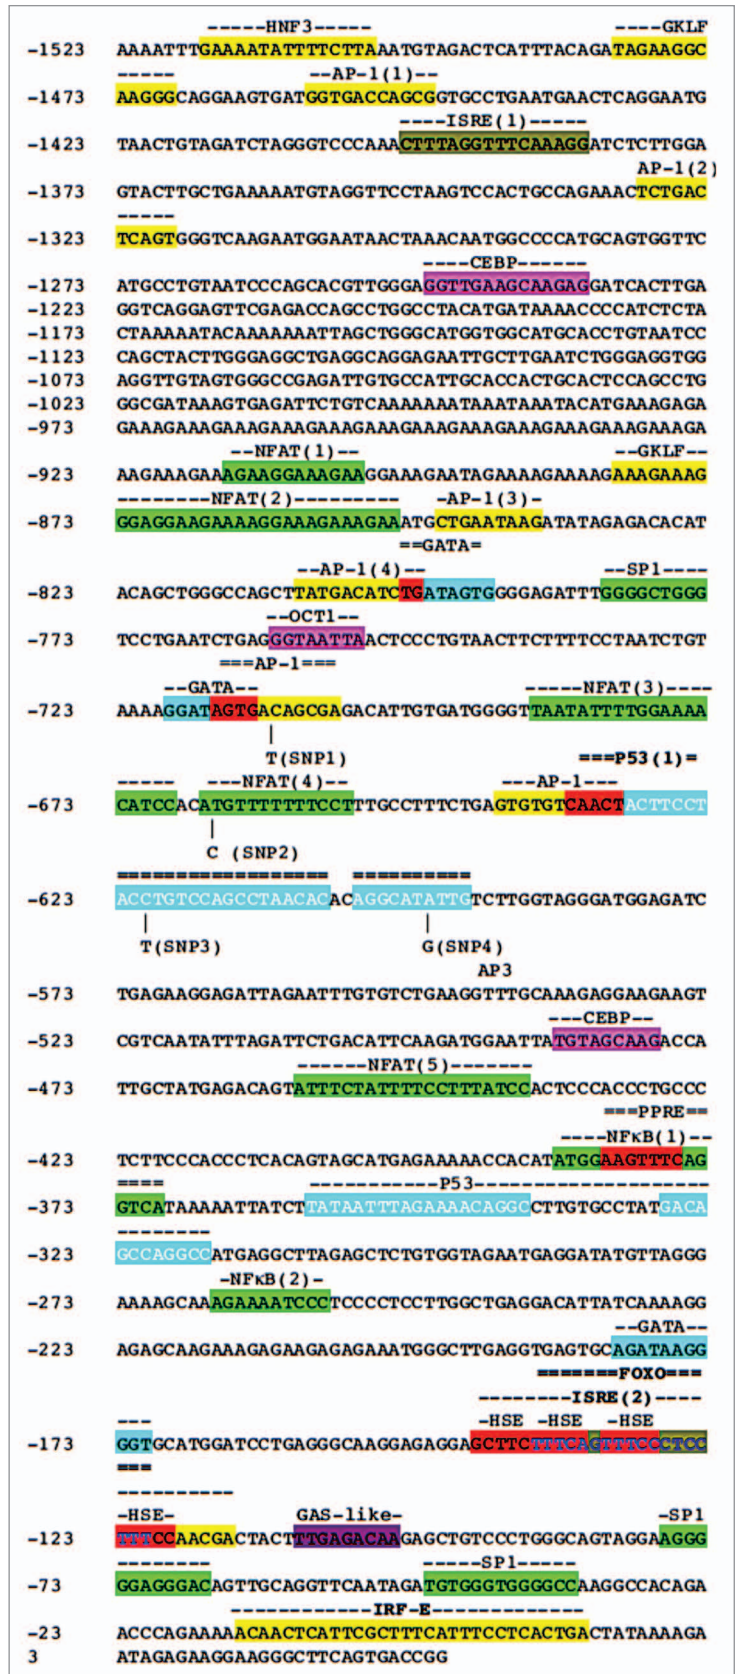 -----HNF3------ ----GKLF
-1523 AAAATTTGAAAATATTTTCTTAAATGTAGACTCATTTACAGATAGAAGGC
----- --AP-1(1)--
-1473 AAGGGCAGGAAGTGATGGTGACCAGCGGTGCCTGAATGAACTCAGGAATG
----ISRE(1)-----
-1423 TAACTGTAGATCTAGGGTCCCAAACTTTAGGTTTCAAAGGATCTCTTGGA
AP-1(2)
-1373 GTACTTGCTGAAAAATGTAGGTTCCTAAGTCCACTGCCAGAAACTCTGAC
-----
-1323 TCAGTGGGTCAAGAATGGAATAACTAAACAATGGCCCCATGCAGTGGTTC
----CEBP------
-1273 ATGCCTGTAATCCCAGCACGTTGGGAGGTTGAAGCAAGAGGATCACTTGA
-1223 GGTCAGGAGTTCGAGACCAGCCTGGCCTACATGATAAAACCCCATCTCTA
-1173 CTAAAAATACAAAAAAATTAGCTGGGCATGGTGGCATGCACCTGTAATCC
-1123 CAGCTACTTGGGAGGCTGAGGCAGGAGAATTGCTTGAATCTGGGAGGTGG
-1073 AGGTTGTAGTGGGCCGAGATTGTGCCATTGCACCACTGCACTCCAGCCTG
-1023 GGCGATAAAGTGAGATTCTGTCAAAAAAATAAATAAATACATGAAAGAGA
-973 GAAAGAAAGAAAGAAAGAAAGAAAGAAAGAAAGAAAGAAAGAAAGAAAGA
--NFAT(1)--- --GKLF--
-923 AAGAAAGAAAGAAGGAAAGAAGGAAAGAATAGAAAAGAAAAGAAAGAAAG
--------NFAT(2)--------- -AP-1(3)-
-873 GGAGGAAGAAAAGGAAAGAAAGAAATGCTGAATAAGATATAGAGACACAT
==GATA=
--AP-1(4)-- --SP1----
-823 ACAGCTGGGCCAGCTTATGACATCTGATAGTGGGGAGATTTGGGGCTGGG
--OCT1--
-773 TCCTGAATCTGAGGGTAATTAACTCCCTGTAACTTCTTTTCCTAATCTGT
===AP-1===
--GATA-- -----NFAT(3)----
-723 AAAAGGATAGTGACAGCGAGACATTGTGATGGGGTTAATATTTTGGAAAA
T(SNP1) ===P53(1)=
----- ---NFAT(4)---- ---AP-1---
-673 CATCCACATGTTTTTTTCCTTTGCCTTTCTGAGTGTGTCAACTACTTCCT
C (SNP2)
================== ==========
-623 ACCTGTCCAGCCTAACACACAGGCATATTGTCTTGGTAGGGATGGAGATC
T(SNP3) G(SNP4)
AP3
-573 TGAGAAGGAGATTAGAATTTGTGTCTGAAGGTTTGCAAAGAGGAAGAAGT
---CEBP--
-523 CGTCAATATTTAGATTCTGACATTCAAGATGGAATTATGTAGCAAGACCA
------NFAT(5)-------
-473 TTGCTATGAGACAGTATTTCTATTTTCCTTTATCCACTCCCACCCTGCCC
===PPRE==
----NFκB(1)--
-423 TCTTCCCACCCTCACAGTAGCATGAGAAAAACCACATATGGAAGTTTCAG
====
-----------P53--------------------
-373 GTCATAAAAATTATCTTATAATTTAGAAAACAGGCCTTGTGCCTATGACA
--------
-323 GCCAGGCCATGAGGCTTAGAGCTCTGTGGTAGAATGAGGATATGTTAGGG
-NFκB(2)-
-273 AAAAGCAAAGAAAATCCCTCCCCTCCTTGGCTGAGGACATTATCAAAAGG
--GATA--
-223 AGAGCAAGAAAGAGAAGAGAGAAATGGGCTTGAGGTGAGTGCAGATAAGG
=======FOXO===
--------ISRE(2)----
--- -HSE --HSE- --HSE-
-173 GGTGCATGGATCCTGAGGGCAAGGAGAGGAGCTTCTTTCAGTTTCCCTCC
===
----------
-HSE- GAS-like- -SP1
-123 TTTCCAACGACTACTTTGAGACAAGAGCTGTCCCTGGGCAGTAGGAAGGG
-------- -----SP1-----
-73 GGAGGGACAGTTGCAGGTTCAATAGATGTGGGTGGGGCCAAGGCCACAGA
------------IRF-E-------------
-23 ACCCAGAAAAACAACTCATTCGCTTTCATTTCCTCACTGACTATAAAAGA
3 ATAGAGAAGGAAGGGCTTCAGTGACCGG